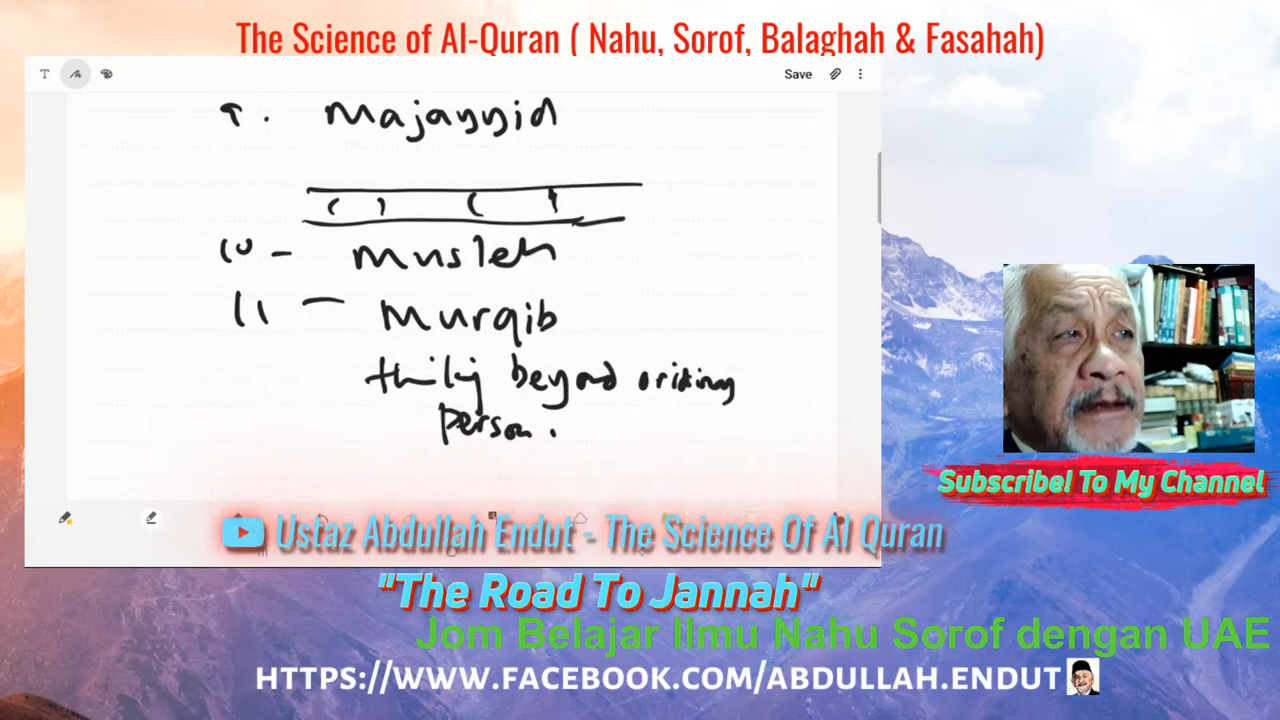 The Science of Al-Quran ( Nahu, Sorof, Balaghah & Fasahah)
T
Save
9. Majayyid
10 - Musleh
11 - Murqib
beyond
person.
Subscribe! To My Channel
Ustaz Abdullah Endut - The Science Of Al Quran
"The Road To Jannah"
Jom Belajar Ilmu Nahu Sorof dengan UAE
HTTPS://WWW.FACEBOOK.COM/ABDULLAH.ENDUT